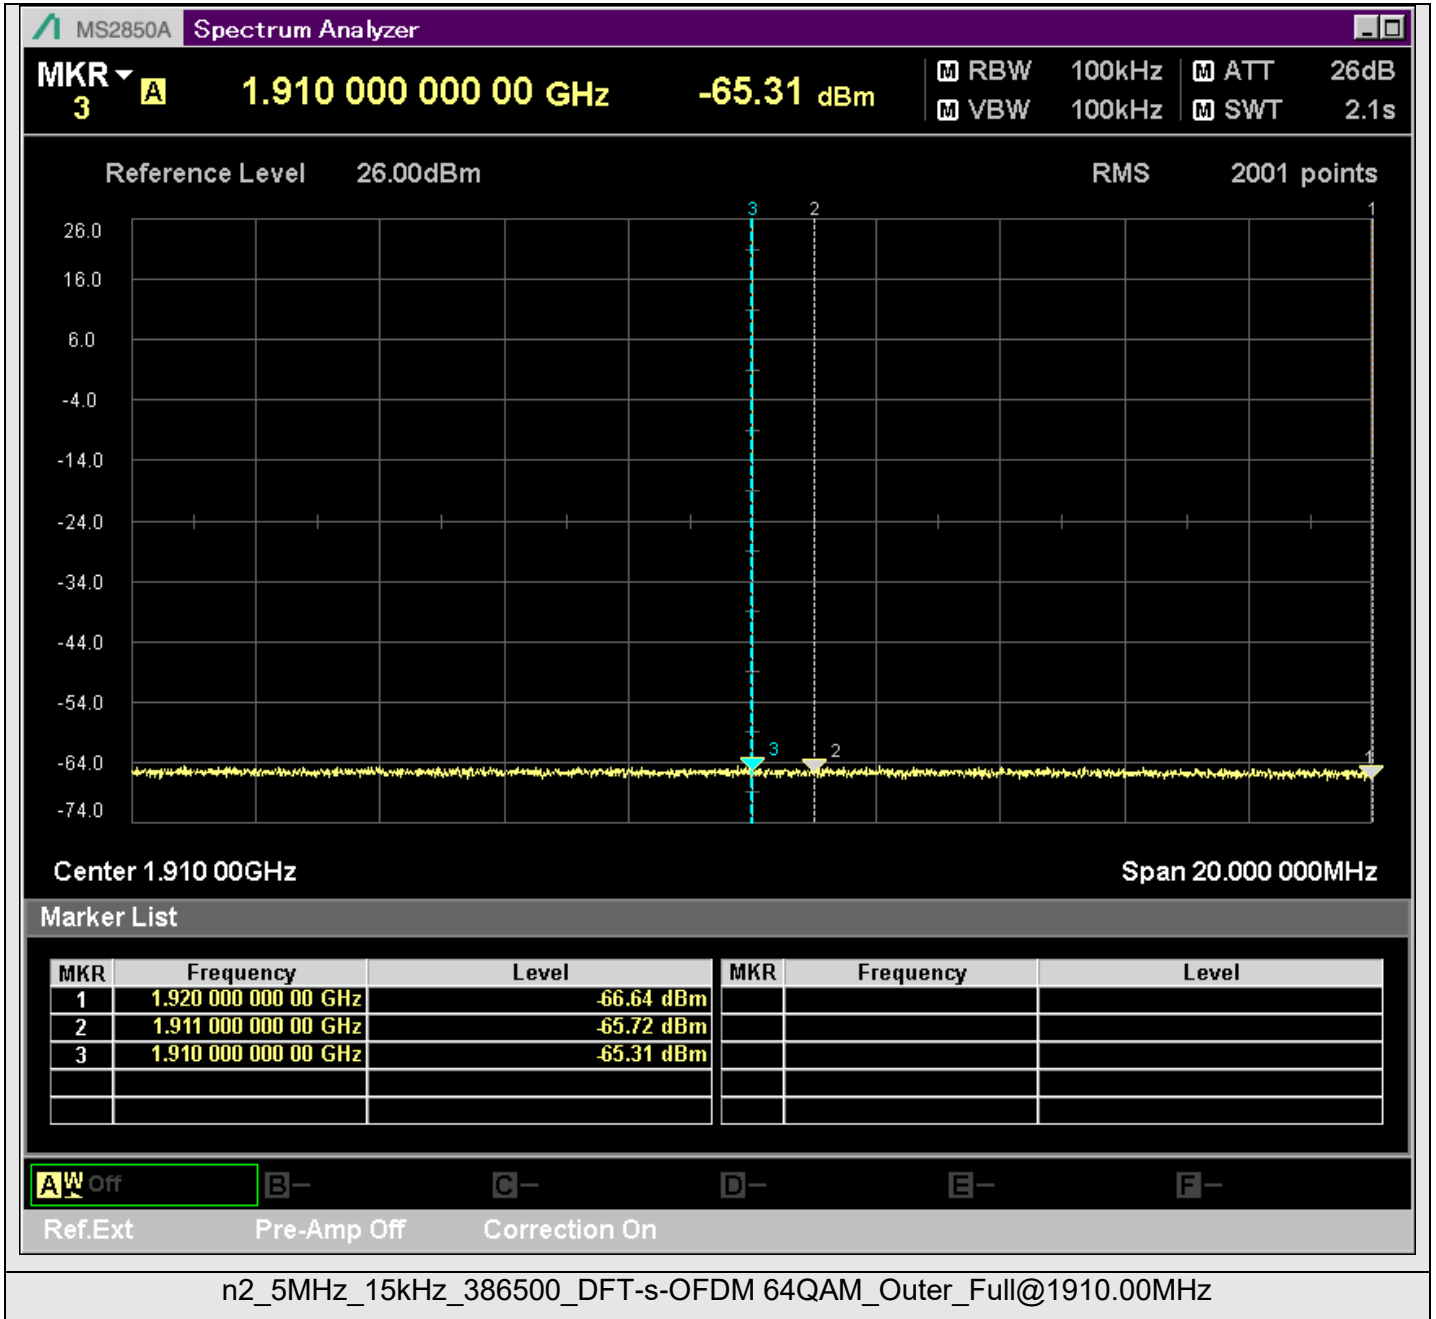 MS2850A Spectrum Analyzer
MKR A 1.910 000 000 00 GHz -65.31 dBm M RBW 100kHz M ATT 26dB
3 M VBW 100kHz M SWT 2.1s
Reference Level 26.00dBm RMS 2001 points
3 2 1
26.0
16.0
6.0
-4.0
-14.0
-24.0
-34.0
-44.0
-54.0
3 2 1
-64.0
-74.0
Center 1.910 00GHz Span 20.000 000MHz
Marker List
MKR Frequency Level MKR Frequency Level
1 1.920 000 000 00 GHz -66.64 dBm
2 1.911 000 000 00 GHz -65.72 dBm
3 1.910 000 000 00 GHz -65.31 dBm
A W Off B- C- D- E- F-
Ref.Ext Pre-Amp Off Correction On
n2_5MHz_15kHz_386500_DFT-s-OFDM 64QAM_Outer_Full@1910.00MHz